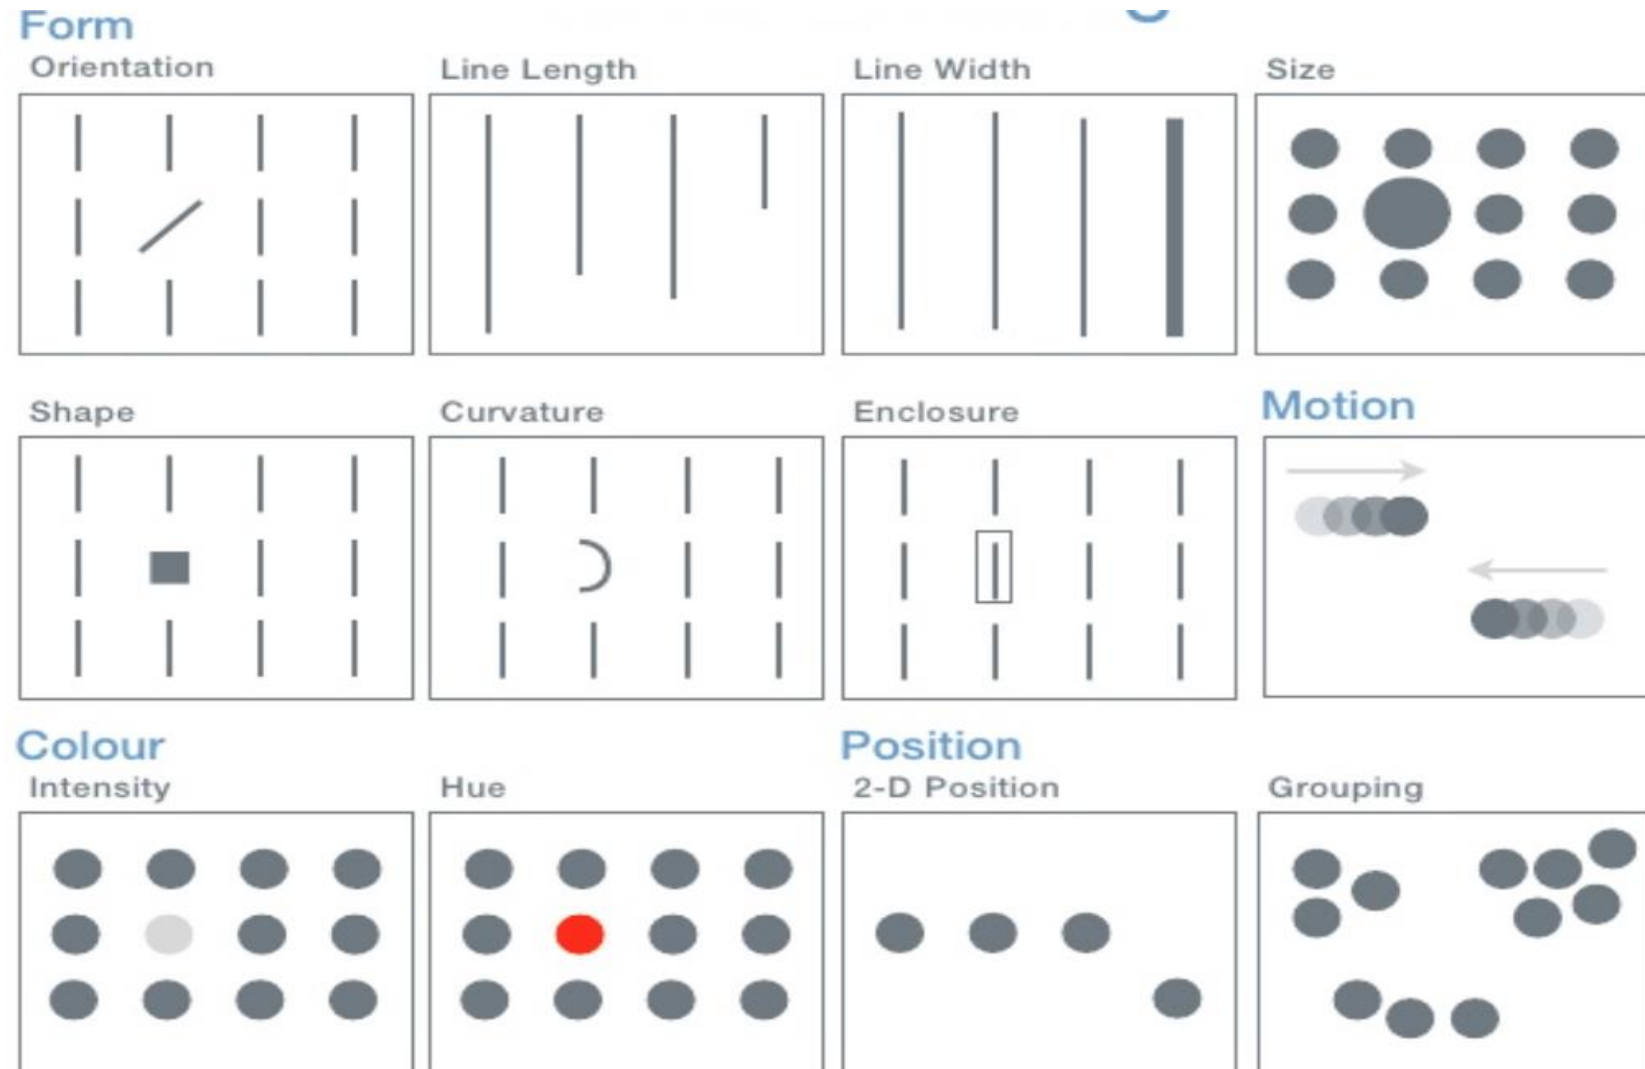 Form
Orientation
Line Length
Line Width
Size
Shape
Curvature
Enclosure
Motion
Colour
Intensity
Hue
Position
2-D Position
Grouping